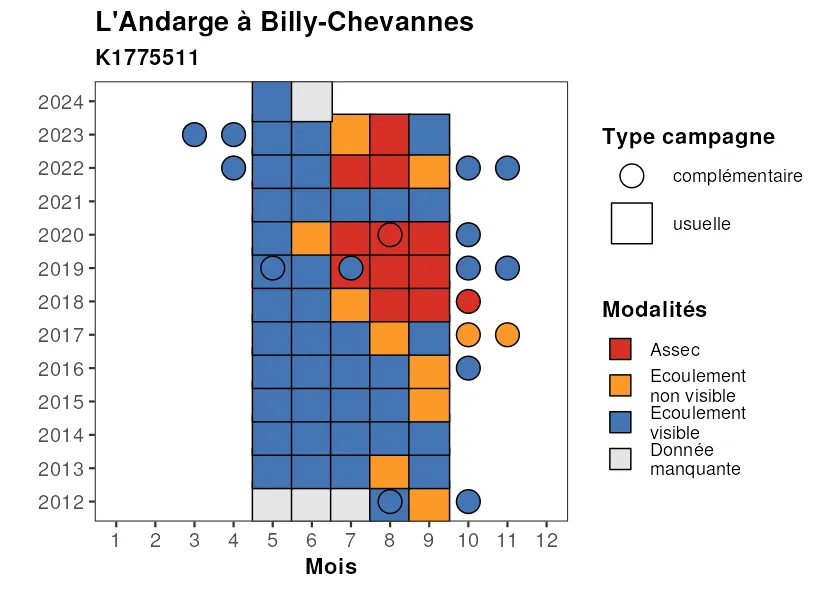 L'Andarge à Billy-Chevannes
K1775511
2024
2023
2022
2021
2020
2019
2018
2017
2016
2015
2014
2013
2012
1 2 3 4 5 6 7 8 9 10 11 12
Mois
Type campagne
complémentaire
usuelle
Modalités
Assec
Ecoulement
non visible
Ecoulement
visible
Donnée
manquante